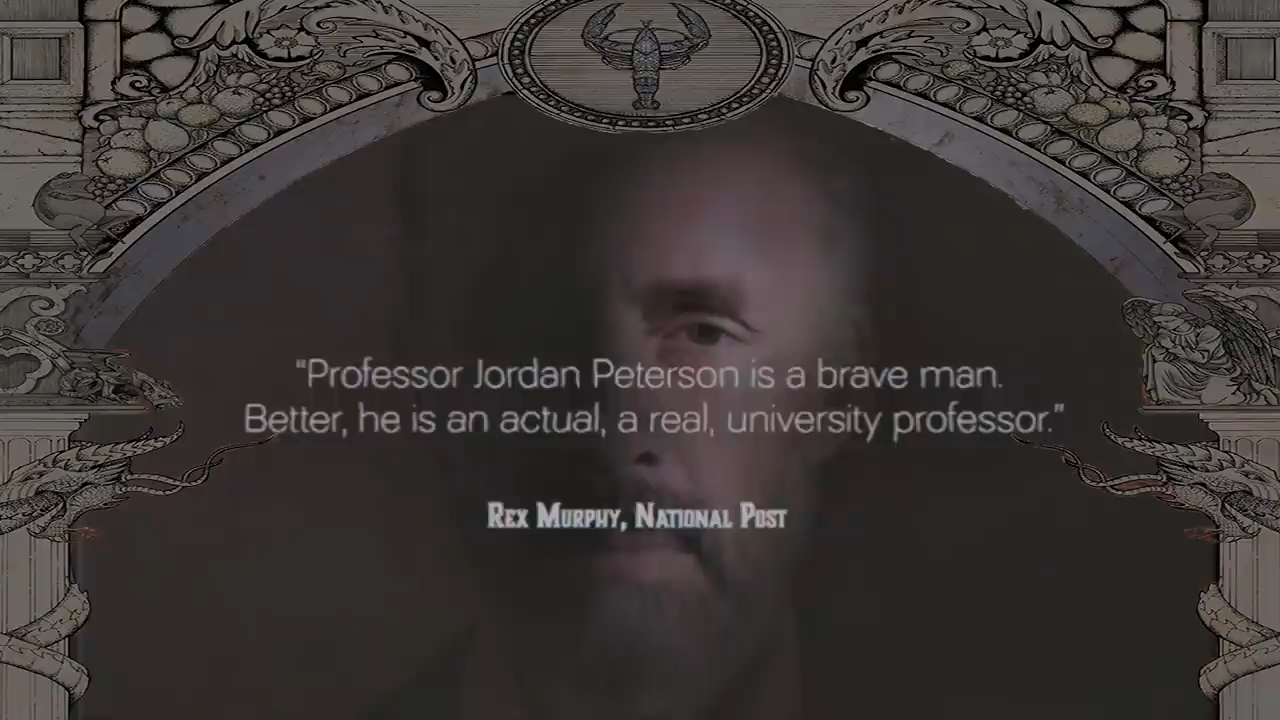 “Professor Jordan Peterson is a brave man.
Better, he is an actual, a real, university professor.”
Rex Murphy, National Post